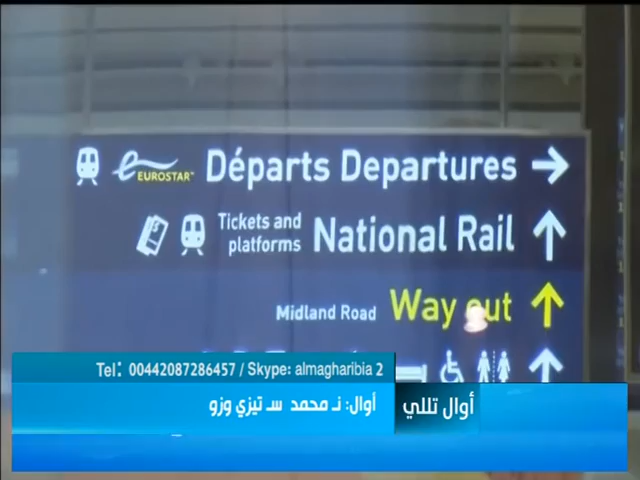 EUROSTAR™ Départs Departures
Tickets and
platforms
National Rail
Midland Road Way out
Tel: 00442087286457 / Skype: almagharibia 2
أوال: نـ محمد سـ تيزي وزو
أوال تللي